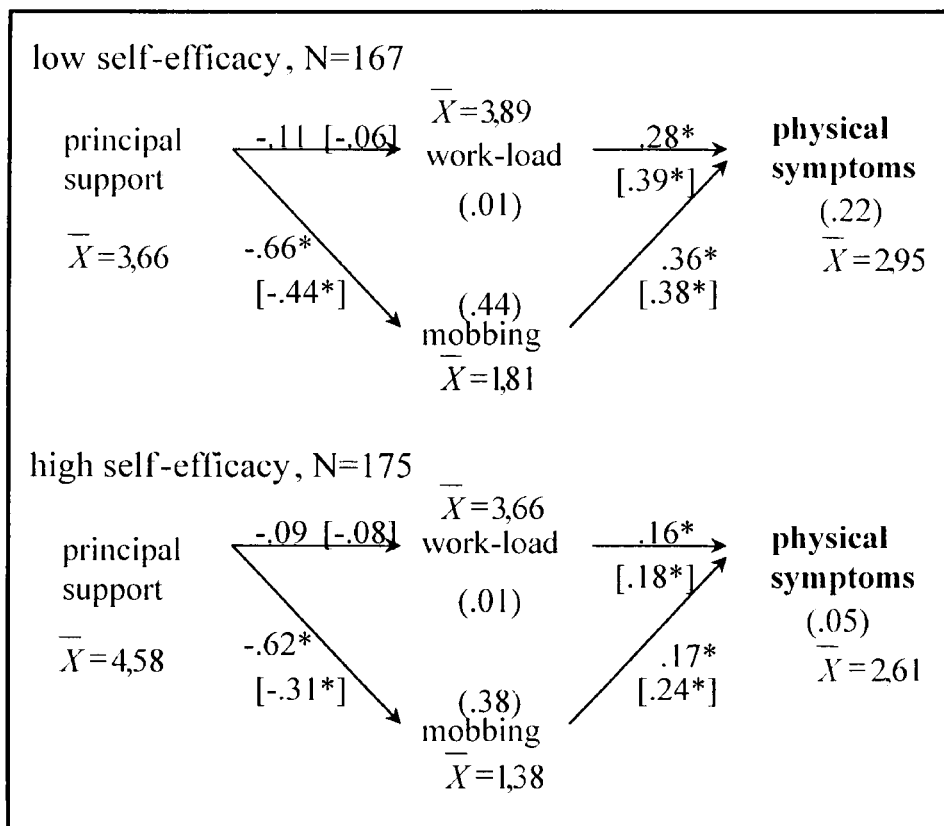 low self-efficacy, N=167
X̅=3,89
principal support
-.11 [-.06]
work-load
.28*
[.39*]
physical symptoms
(.01)
(.22)
X̅=3,66
-.66*
[-.44*]
.36*
[.38*]
X̅=2,95
(.44)
mobbing
X̅=1,81
high self-efficacy, N=175
X̅=3,66
principal support
-.09 [-.08]
work-load
.16*
[.18*]
physical symptoms
(.01)
(.05)
X̅=4,58
-.62*
[-.31*]
.17*
[.24*]
X̅=2,61
(.38)
mobbing
X̅=1,38